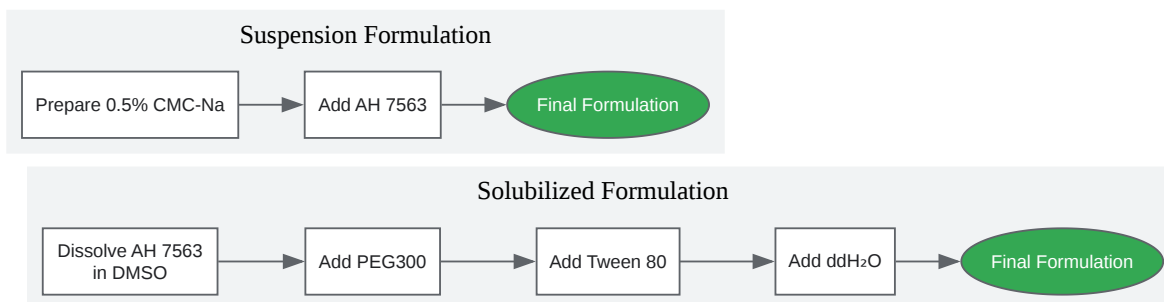 Suspension Formulation
Prepare 0.5% CMC-Na
Add AH 7563
Final Formulation
Solubilized Formulation
Dissolve AH 7563
in DMSO
Add PEG300
Add Tween 80
Add ddH₂O
Final Formulation